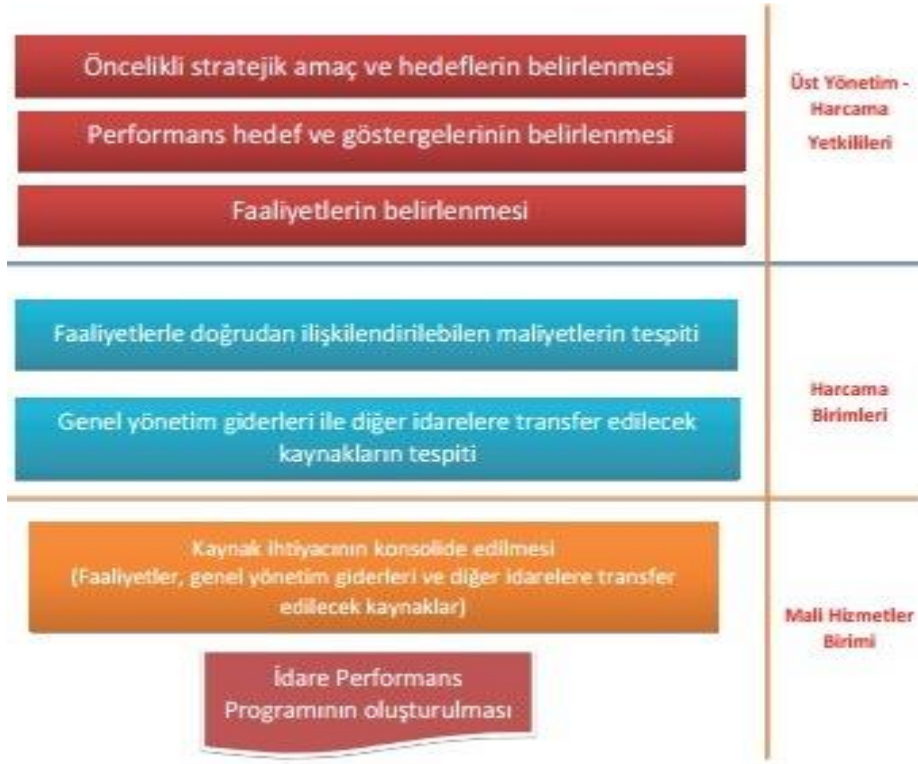 Öncelikli stratejik amaç ve hedeflerin belirlenmesi
Performans hedef ve göstergelerinin belirlenmesi
Faaliyetlerin belirlenmesi
Üst Yönetim -
Harcama
Yetkilileri
Faaliyetlerle doğrudan ilişkilendirilebilen maliyetlerin tespiti
Genel yönetim giderleri ile diğer idarelere transfer edilecek
kaynakların tespiti
Harcama
Birimleri
Kaynak ihtiyacının konsolide edilmesi
(Faaliyetler, genel yönetim giderleri ve diğer idarelere transfer
edilecek kaynaklar)
İdare Performans
Programının oluşturulması
Mali Hizmetler
Birimi